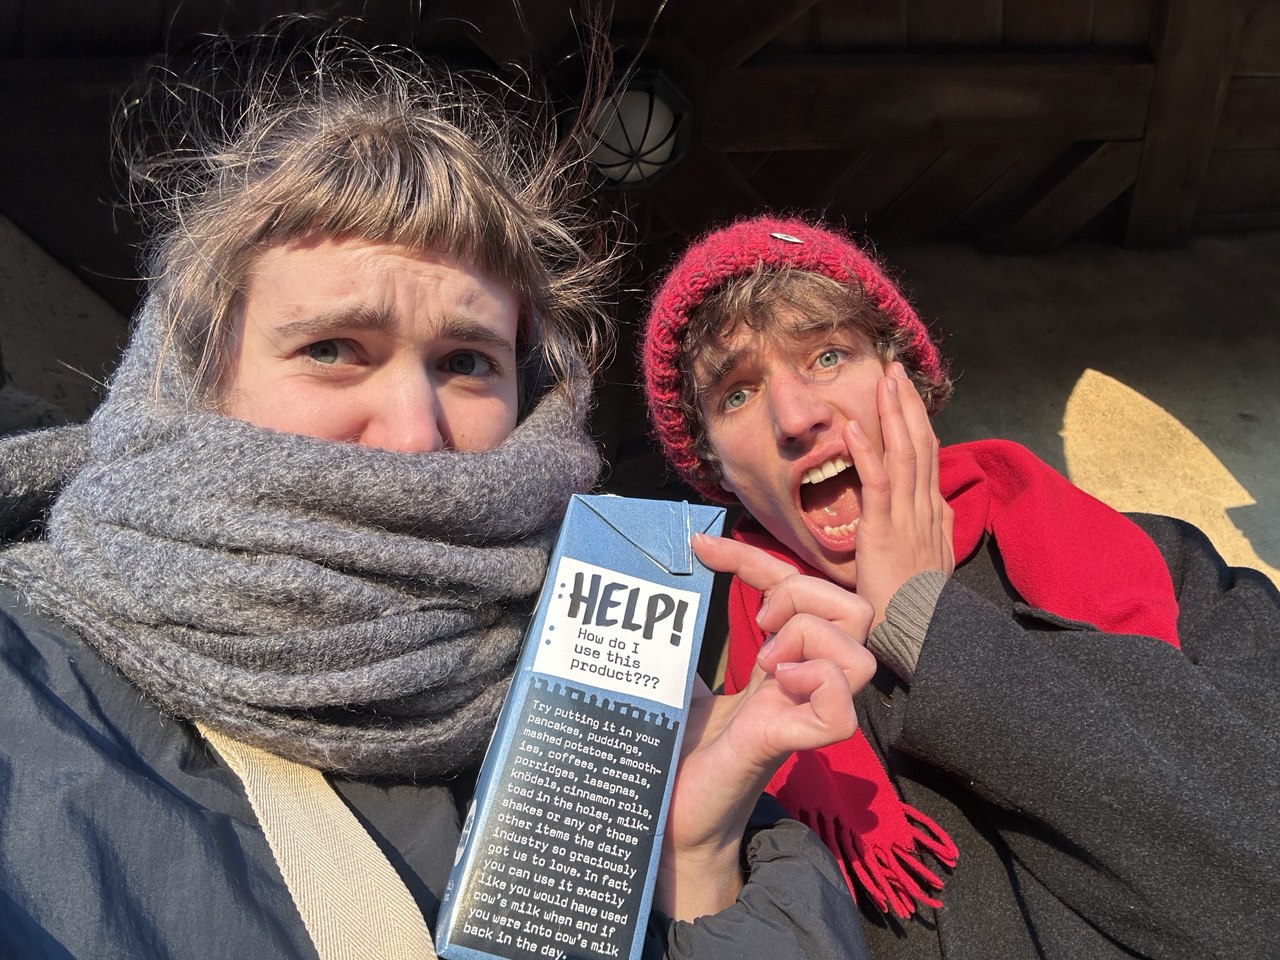 HELP!
How do I
use this
product???
Try putting it in your
pancakes, puddings,
mashed potatoes, smooth-
ies, coffees, cereals,
porridges, lasagnas,
knödels, cinnamon rolls,
toad in the holes, milk-
shakes or any of those
other items the dairy
industry so graciously
got us to love. In fact,
you can use it exactly
like you would have used
cow's milk when and if
you were into cow's milk
back in the day.